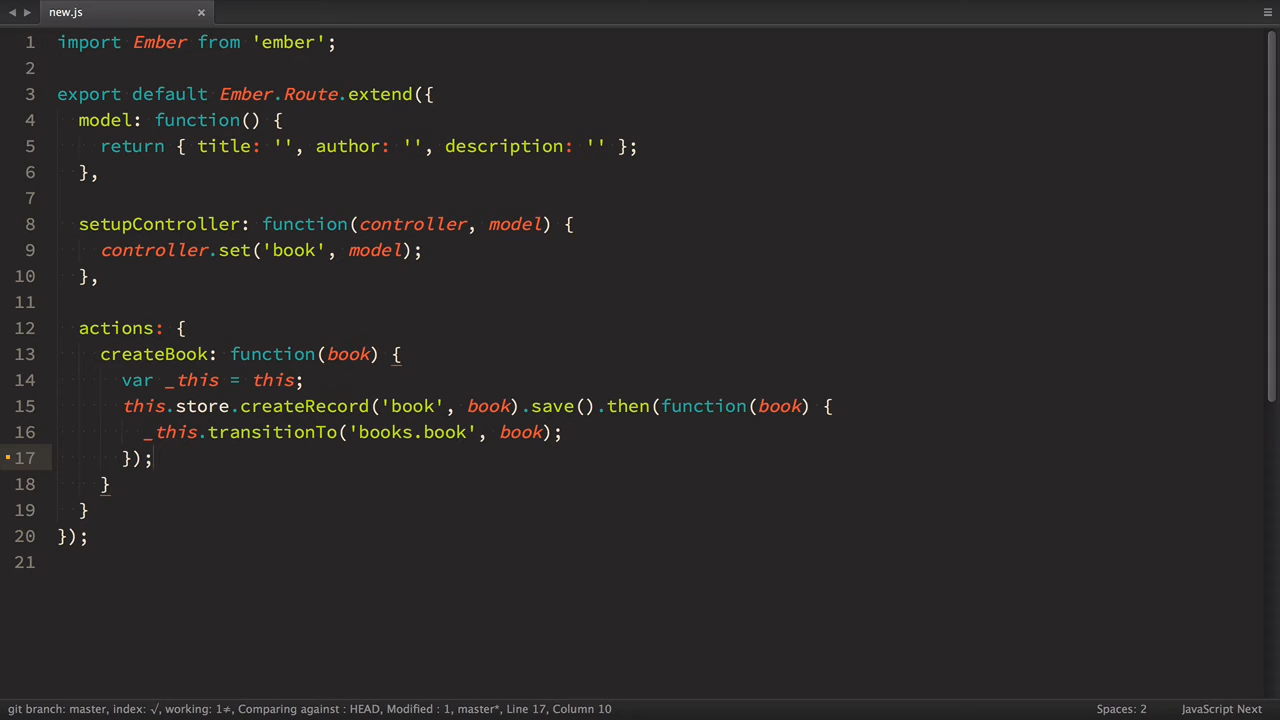 new.js ×
1 import Ember from 'ember';
2
3 export default Ember.Route.extend({
4   model: function() {
5     return { title: '', author: '', description: '' };
6   },
7
8   setupController: function(controller, model) {
9     controller.set('book', model);
10   },
11
12   actions: {
13     createBook: function(book) {
14       var _this = this;
15       this.store.createRecord('book', book).save().then(function(book) {
16         _this.transitionTo('books.book', book);
17       });
18     }
19   }
20 });
21
git branch: master, index: √, working: 1≠, Comparing against : HEAD, Modified : 1, master*, Line 17, Column 10 Spaces: 2 JavaScript Next